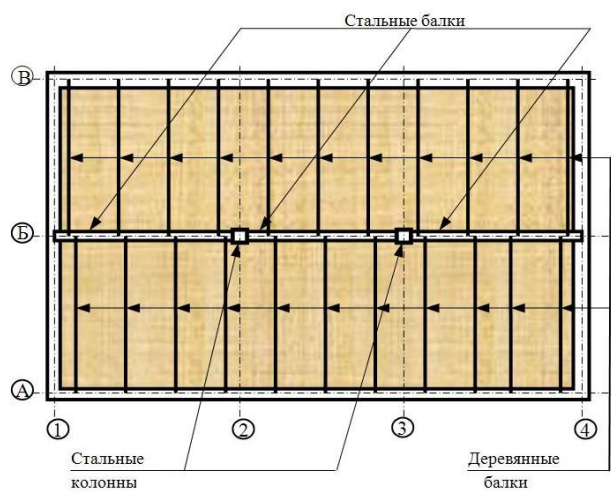 Стальные балки
В
Б
А
1
2
3
4
Стальные
колонны
Деревянные
балки